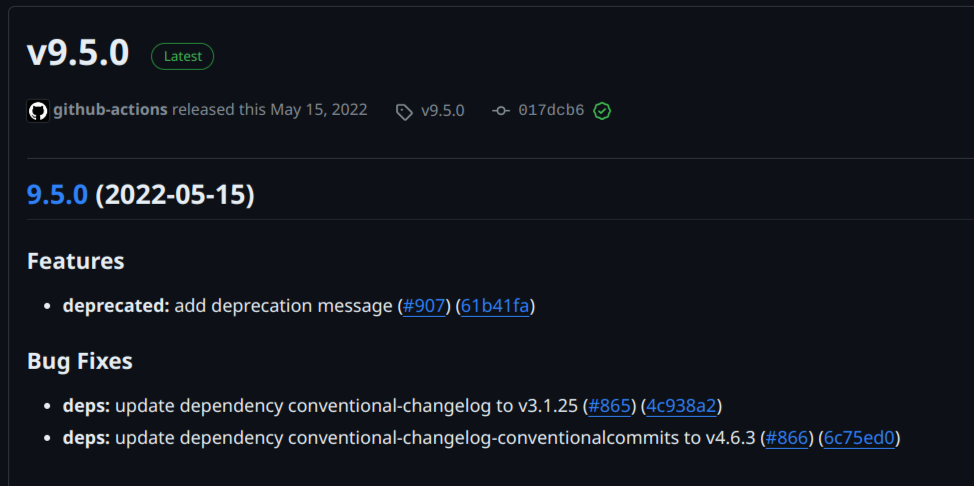 v9.5.0 Latest
github-actions released this May 15, 2022 v9.5.0 017dcb6
9.5.0 (2022-05-15)
Features
• deprecated: add deprecation message (#907) (61b41fa)
Bug Fixes
• deps: update dependency conventional-changelog to v3.1.25 (#865) (4c938a2)
• deps: update dependency conventional-changelog-conventionalcommits to v4.6.3 (#866) (6c75ed0)